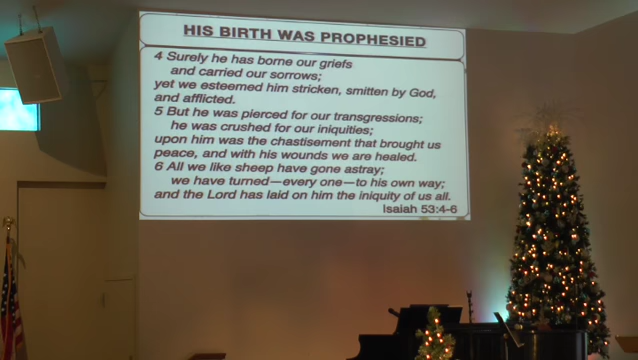 HIS BIRTH WAS PROPHESIED
4 Surely he has borne our griefs
and carried our sorrows;
yet we esteemed him stricken, smitten by God,
and afflicted.
5 But he was pierced for our transgressions;
he was crushed for our iniquities;
upon him was the chastisement that brought us
peace, and with his wounds we are healed.
6 All we like sheep have gone astray;
we have turned—every one—to his own way;
and the Lord has laid on him the iniquity of us all.
Isaiah 53:4-6